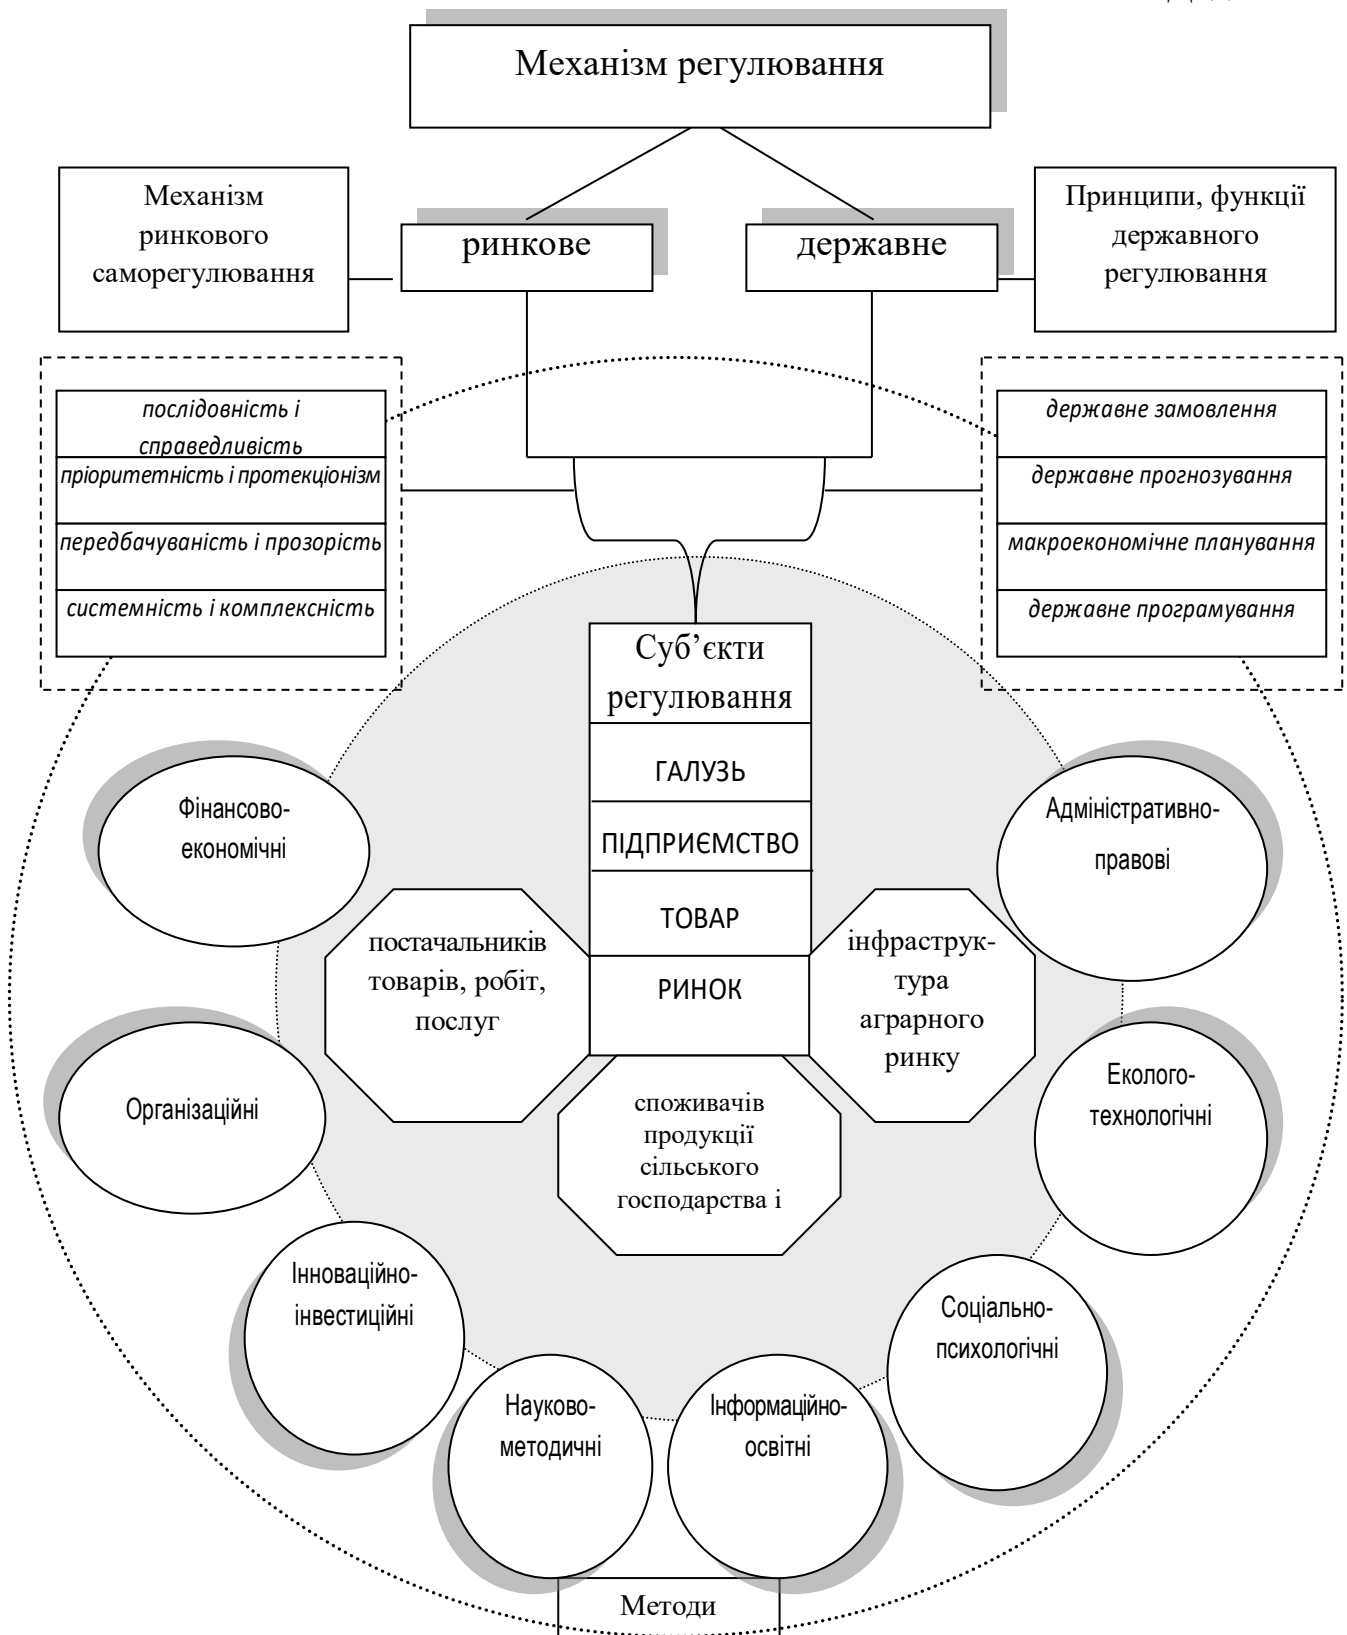 Механізм регулювання
Механізм
ринкового
саморегулювання
ринкове
державне
Принципи, функції
державного
регулювання
послідовність і
справедливість
пріоритетність і протекціонізм
передбачуваність і прозорість
системність і комплексність
державне замовлення
державне прогнозування
макроекономічне планування
державне програмування
Суб’єкти
регулювання
ГАЛУЗЬ
ПІДПРИЄМСТВО
ТОВАР
РИНОК
Фінансово-
економічні
Адміністративно-
правові
постачальників
товарів, робіт,
послуг
інфраструк-
тура
аграрного
ринку
споживачів
продукції
сільського
господарства і
Організаційні
Еколого-
технологічні
Інноваційно-
інвестиційні
Соціально-
психологічні
Науково-
методичні
Інформаційно-
освітні
Методи